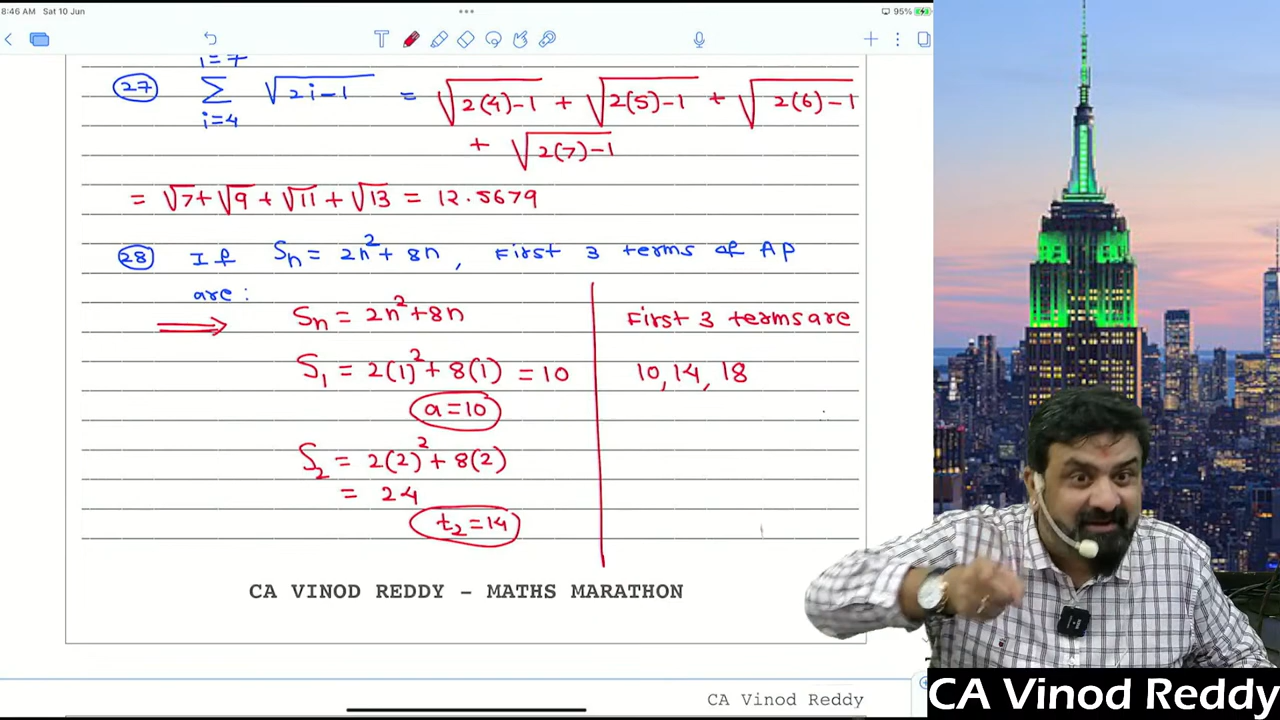 8:46 AM Sat 10 Jun
95%
i=7
27 ∑ √2i-1 = √2(4)-1 + √2(5)-1 + √2(6)-1
i=4
+ √2(7)-1
= √7+√9+√11+√13 = 12.5679
28 If Sn = 2n²+8n, First 3 terms of AP
are:
Sn = 2n²+8n
S1 = 2(1)²+8(1) = 10
a=10
S2 = 2(2)²+8(2)
= 24
t2=14
First 3 terms are
10, 14, 18
CA VINOD REDDY - MATHS MARATHON
CA Vinod Reddy
CA Vinod Reddy